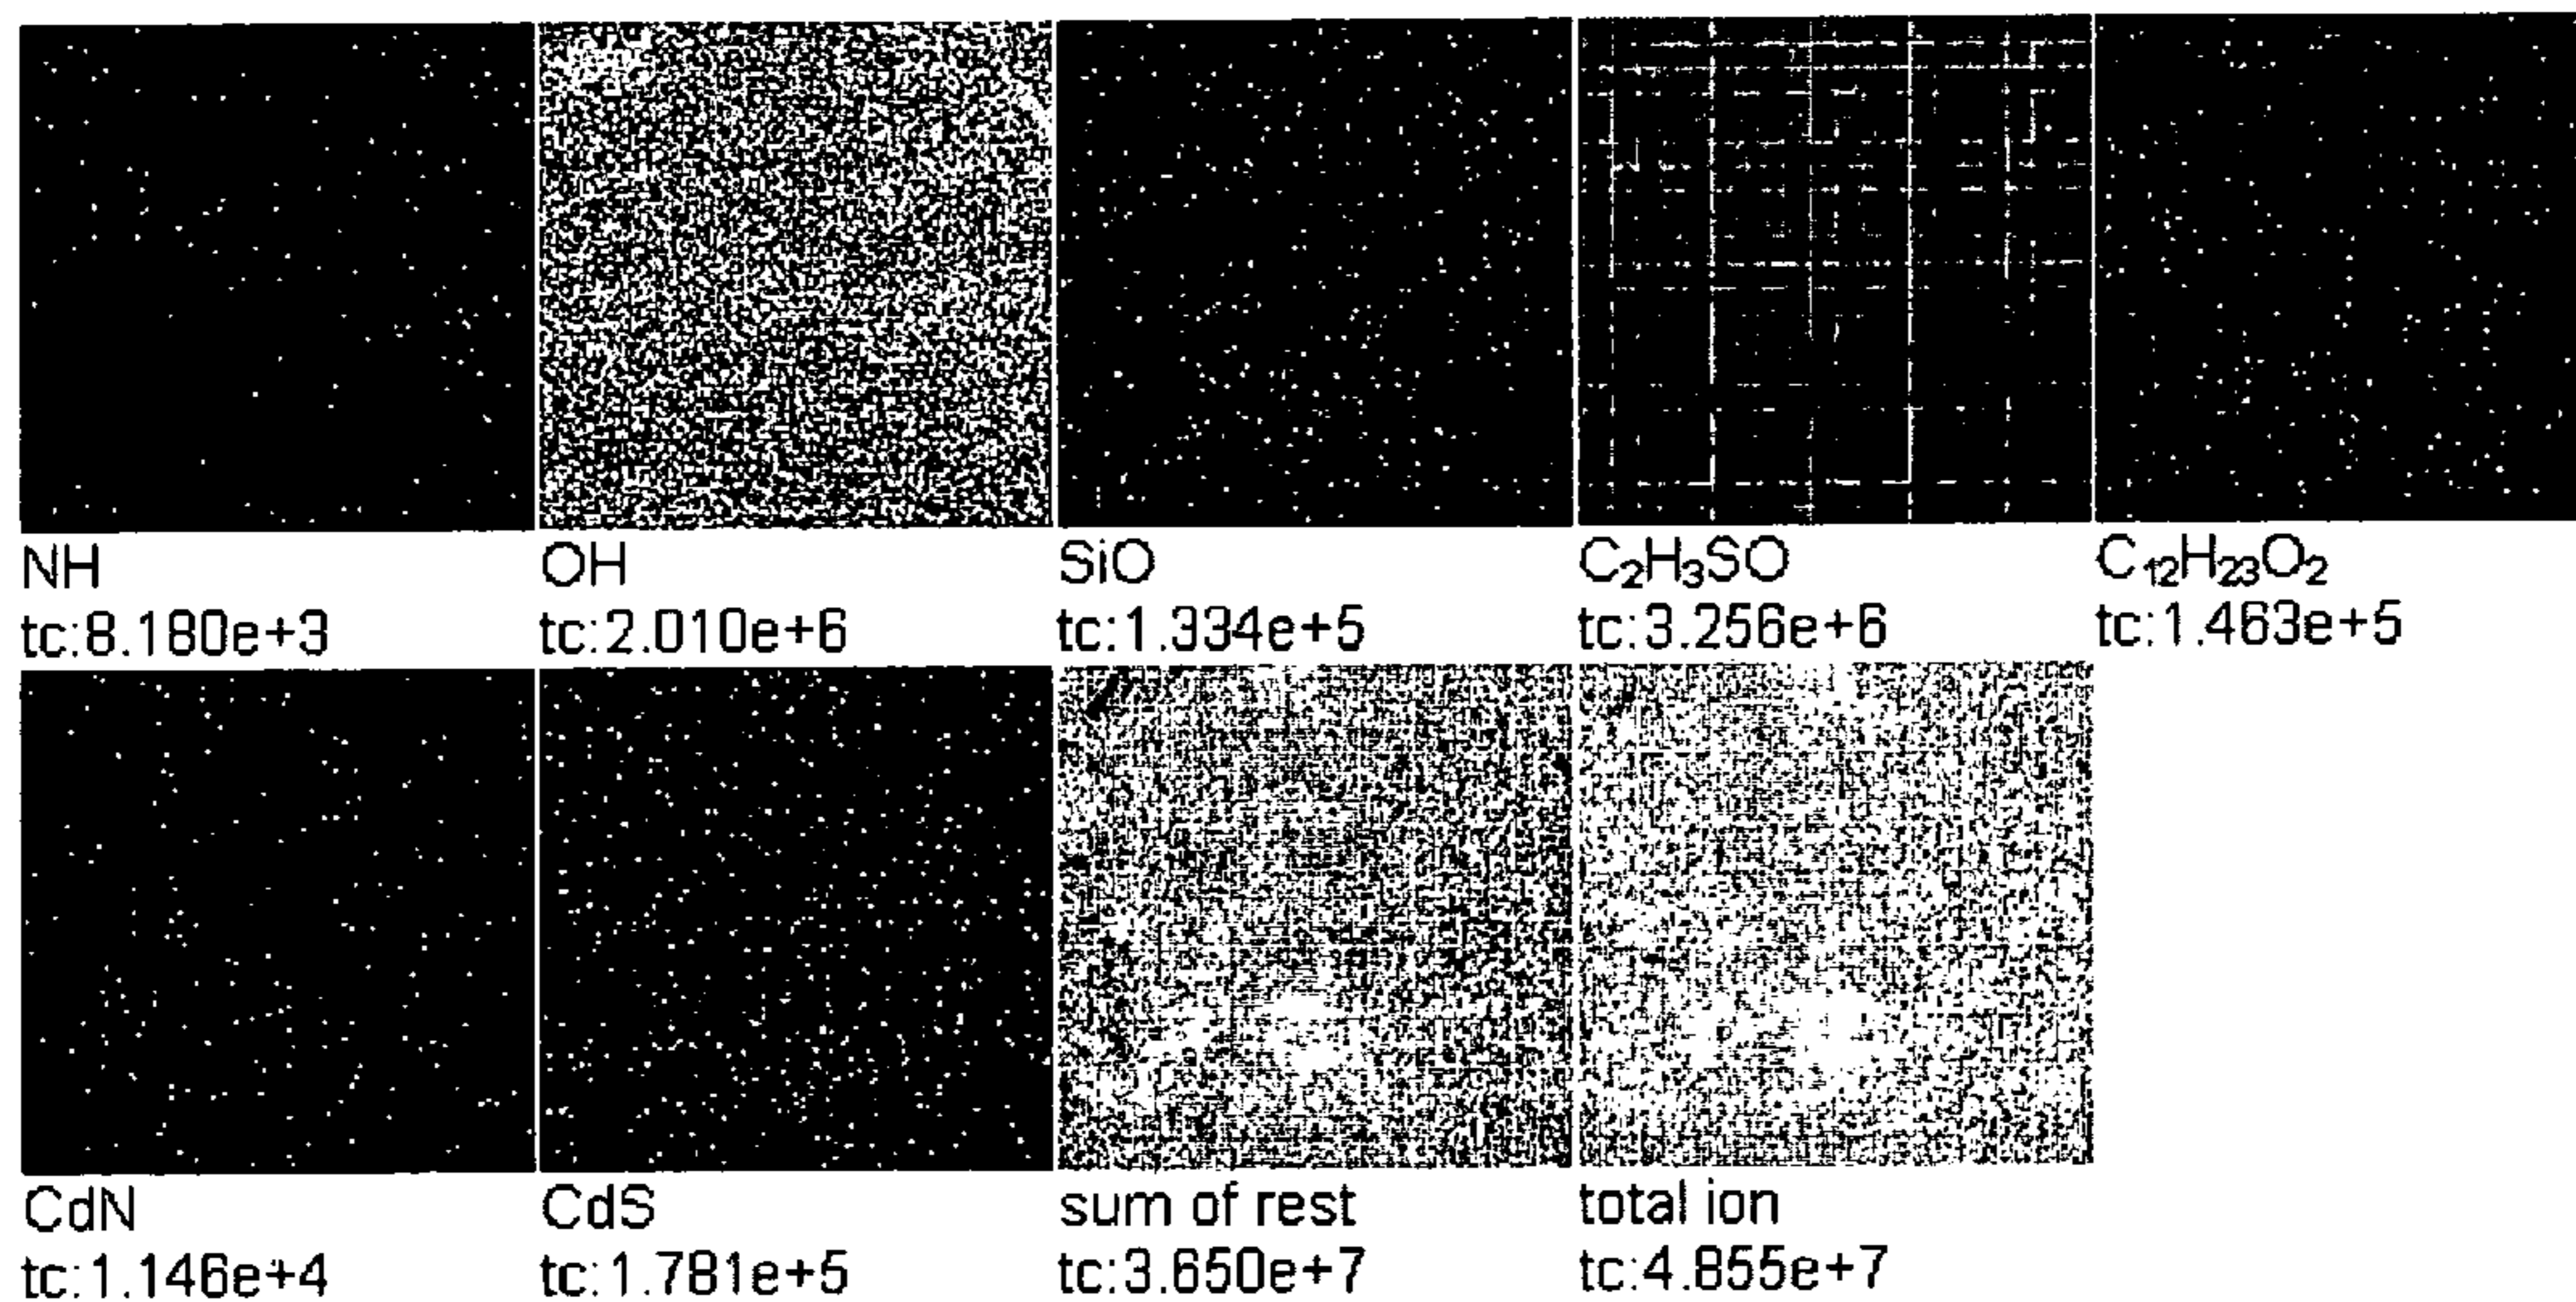 NH
tc:8.180e+3
OH
tc:2.010e+6
SiO
tc:1.334e+5
C₂H₃SO
tc:3.256e+6
C₁₂H₂₃O₂
tc:1.463e+5
CdN
tc:1.146e+4
CdS
tc:1.781e+5
sum of rest
tc:3.650e+7
total ion
tc:4.855e+7